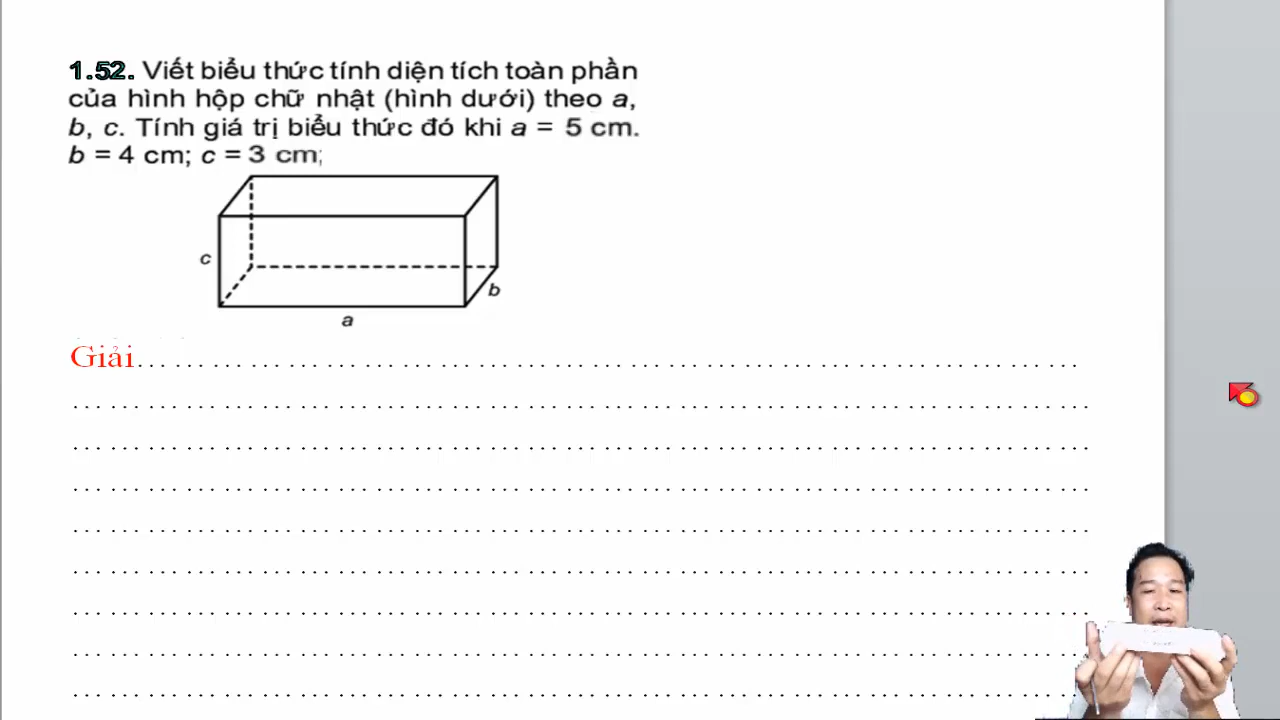 1.52. Viết biểu thức tính diện tích toàn phần
của hình hộp chữ nhật (hình dưới) theo a,
b, c. Tính giá trị biểu thức đó khi a = 5 cm.
b = 4 cm; c = 3 cm;
c
b
a
Giải